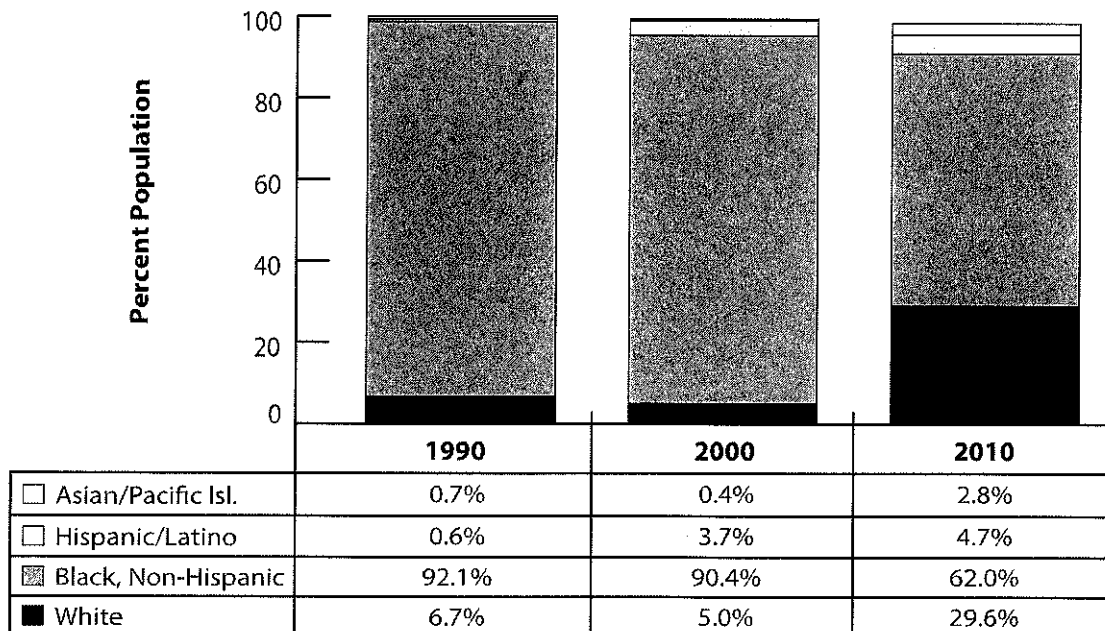 Percent Population
100
80
60
40
20
0
1990 2000 2010
Asian/Pacific Isl. 0.7% 0.4% 2.8%
Hispanic/Latino 0.6% 3.7% 4.7%
Black, Non-Hispanic 92.1% 90.4% 62.0%
White 6.7% 5.0% 29.6%